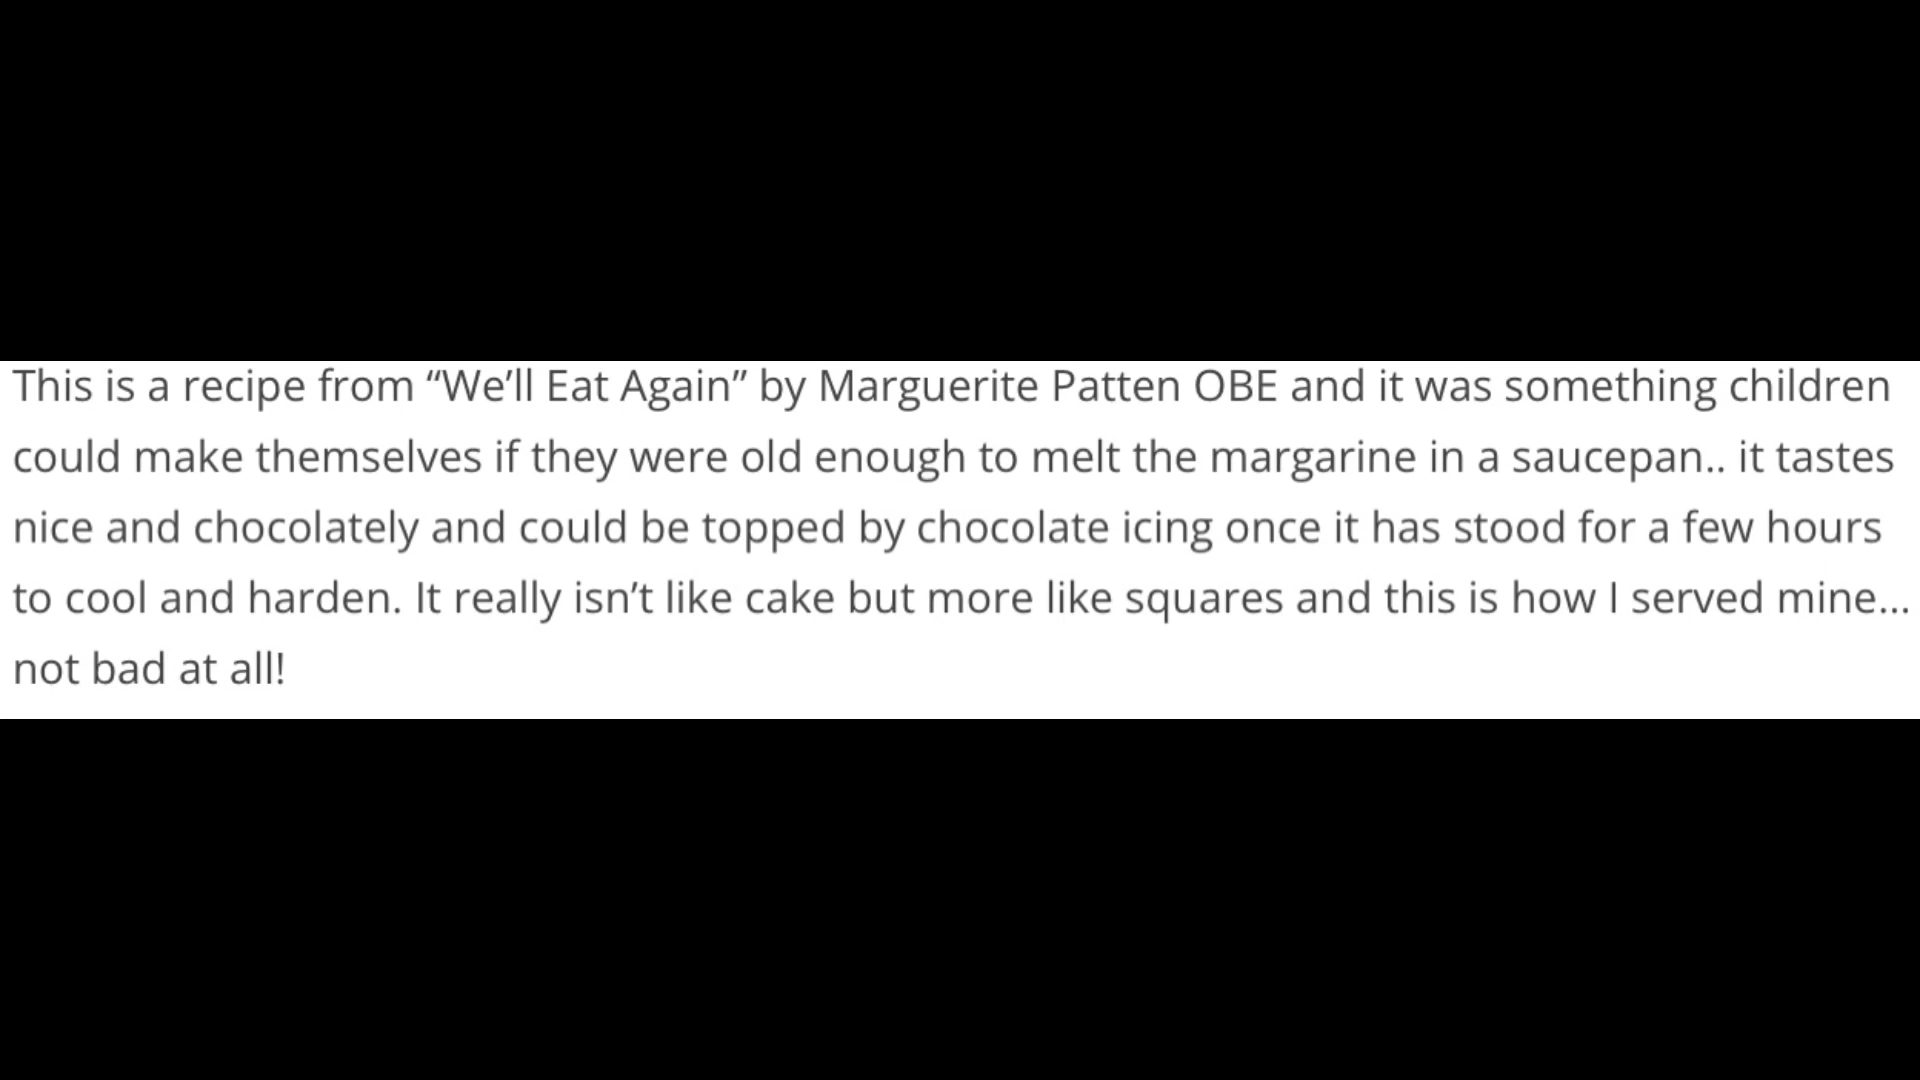 This is a recipe from “We’ll Eat Again” by Marguerite Patten OBE and it was something children
could make themselves if they were old enough to melt the margarine in a saucepan.. it tastes
nice and chocolately and could be topped by chocolate icing once it has stood for a few hours
to cool and harden. It really isn’t like cake but more like squares and this is how I served mine…
not bad at all!